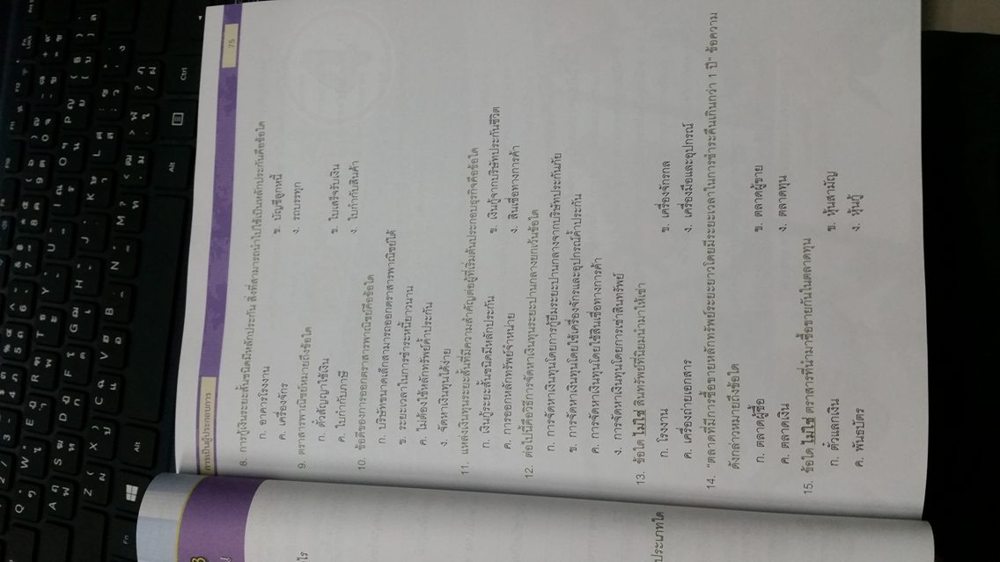 การเป็นผู้ประกอบการ 75
8. การกู้เงินระยะสั้นชนิดมีหลักประกัน สิ่งที่สามารถนำไปใช้เป็นหลักประกันคือข้อใด
ก. อาคารโรงงาน ข. บัญชีลูกหนี้
ค. เครื่องจักร ง. รถบรรทุก
9. ตราสารพาณิชย์หมายถึงข้อใด
ก. ตั๋วสัญญาใช้เงิน ข. ใบเสร็จรับเงิน
ค. ใบกำกับภาษี ง. ใบกำกับสินค้า
10. ข้อดีของการออกตราสารพาณิชย์คือข้อใด
ก. บริษัทขนาดเล็กสามารถออกตราสารพาณิชย์ได้
ข. ระยะเวลาในการชำระหนี้ยาวนาน
ค. ไม่ต้องใช้หลักทรัพย์ค้ำประกัน
ง. จัดหาเงินทุนได้ง่าย
11. แหล่งเงินทุนระยะสั้นที่มีความสำคัญต่อผู้ที่เริ่มต้นประกอบธุรกิจคือข้อใด
ก. เงินกู้ระยะสั้นชนิดมีหลักประกัน ข. เงินกู้จากบริษัทประกันชีวิต
ค. การออกหลักทรัพย์จำหน่าย ง. สินเชื่อทางการค้า
12. ต่อไปนี้คือวิธีการจัดหาเงินทุนระยะปานกลางยกเว้นข้อใด
ก. การจัดหาเงินทุนโดยการกู้ยืมระยะปานกลางจากบริษัทประกันภัย
ข. การจัดหาเงินทุนโดยใช้เครื่องจักรและอุปกรณ์ค้ำประกัน
ค. การจัดหาเงินทุนโดยใช้สินเชื่อทางการค้า
ง. การจัดหาเงินทุนโดยการเช่าสินทรัพย์
13. ข้อใด ไม่ใช่ สินทรัพย์ที่นิยมนำมาให้เช่า
ก. โรงงาน ข. เครื่องจักรกล
ค. เครื่องถ่ายเอกสาร ง. เครื่องมือและอุปกรณ์
14. "ตลาดที่มีการซื้อขายหลักทรัพย์ระยะยาวโดยมีระยะเวลาในการชำระคืนเกินกว่า 1 ปี" ข้อความ
ดังกล่าวหมายถึงข้อใด
ก. ตลาดผู้ซื้อ ข. ตลาดผู้ขาย
ค. ตลาดเงิน ง. ตลาดทุน
15. ข้อใด ไม่ใช่ ตราสารที่นำมาซื้อขายกันในตลาดทุน
ก. ตั๋วแลกเงิน ข. หุ้นสามัญ
ค. พันธบัตร ง. หุ้นกู้
ประเภทใด